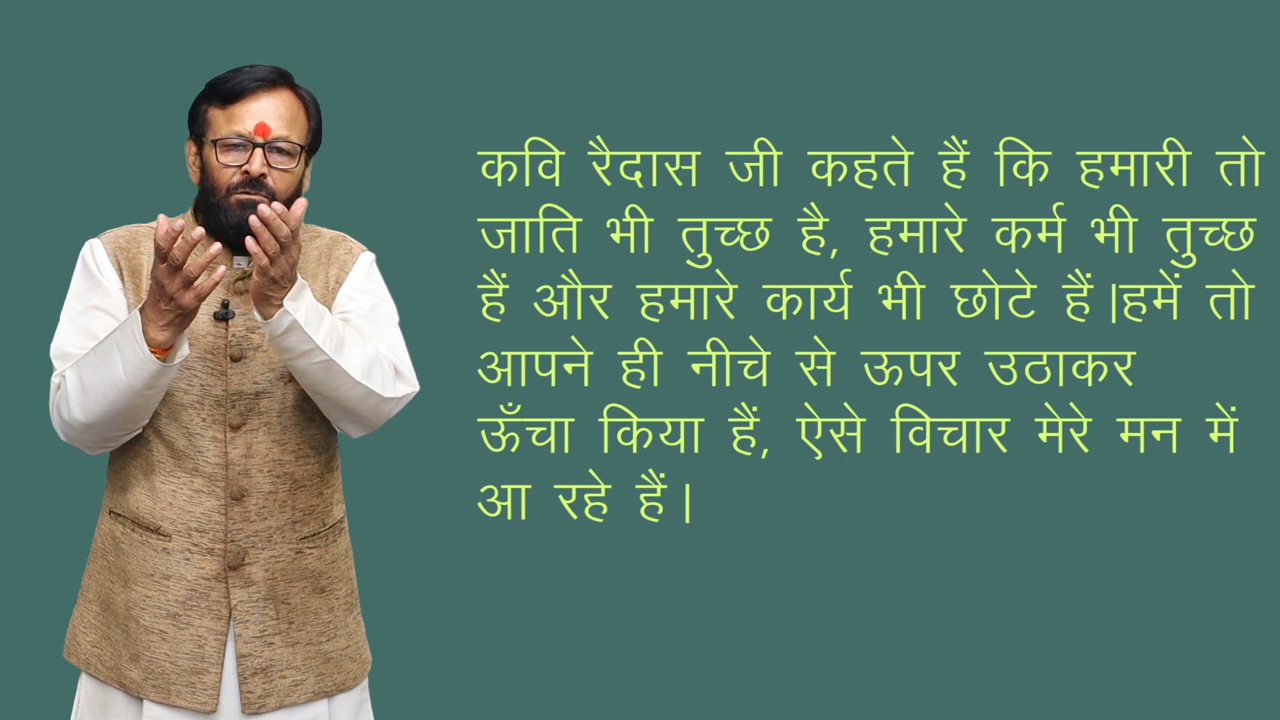 कवि रैदास जी कहते हैं कि हमारी तो
जाति भी तुच्छ है, हमारे कर्म भी तुच्छ
हैं और हमारे कार्य भी छोटे हैं |हमें तो
आपने ही नीचे से ऊपर उठाकर
ऊँचा किया हैं, ऐसे विचार मेरे मन में
आ रहे हैं |